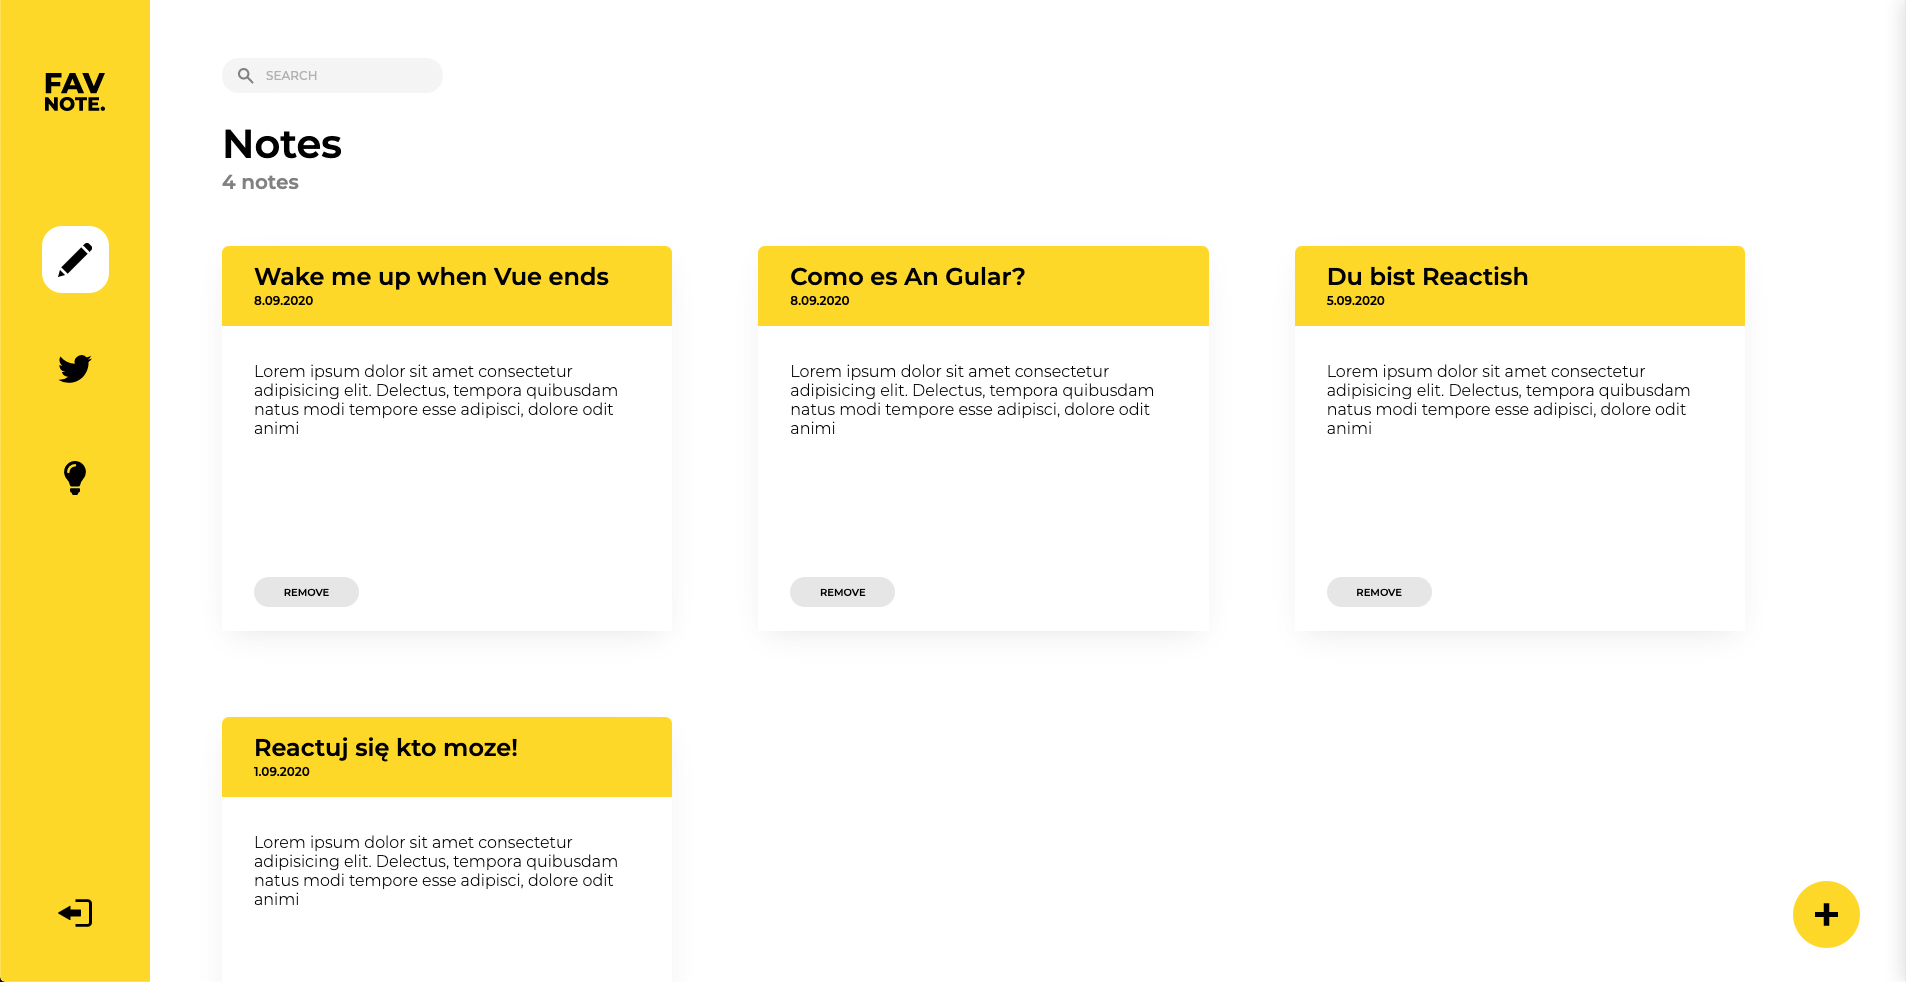 FAV
NOTE.
SEARCH
Notes
4 notes
Wake me up when Vue ends
8.09.2020
Lorem ipsum dolor sit amet consectetur
adipisicing elit. Delectus, tempora quibusdam
natus modi tempore esse adipisci, dolore odit
animi
REMOVE
Como es An Gular?
8.09.2020
Lorem ipsum dolor sit amet consectetur
adipisicing elit. Delectus, tempora quibusdam
natus modi tempore esse adipisci, dolore odit
animi
REMOVE
Du bist Reactish
5.09.2020
Lorem ipsum dolor sit amet consectetur
adipisicing elit. Delectus, tempora quibusdam
natus modi tempore esse adipisci, dolore odit
animi
REMOVE
Reactuj się kto moze!
1.09.2020
Lorem ipsum dolor sit amet consectetur
adipisicing elit. Delectus, tempora quibusdam
natus modi tempore esse adipisci, dolore odit
animi